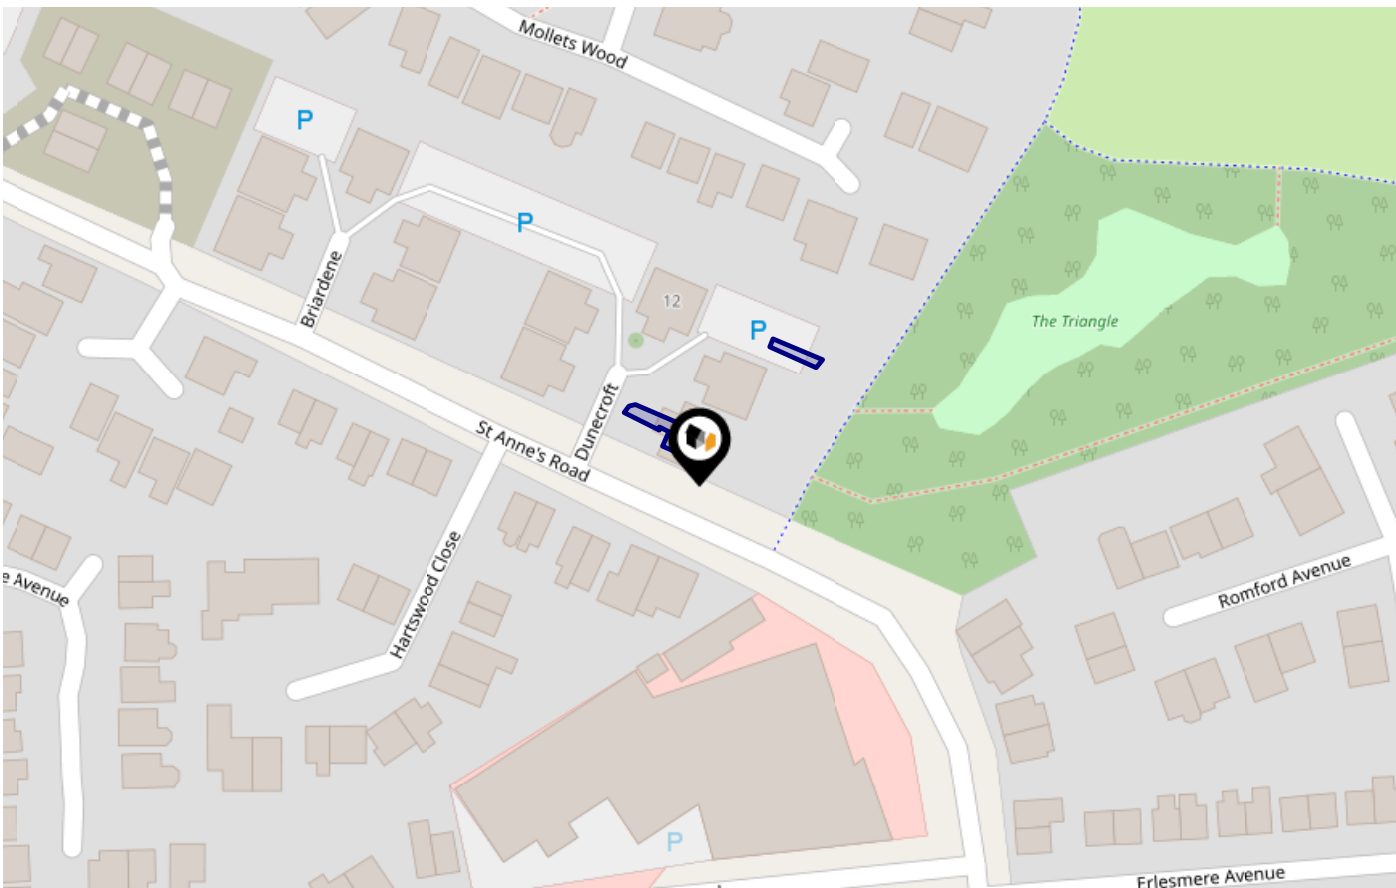 Mollets Wood
P
P
Briardene
12
P
The Triangle
Dunecroft
St Anne's Road
Hartswood Close
e Avenue
Romford Avenue
P
Erlesmere Avenue